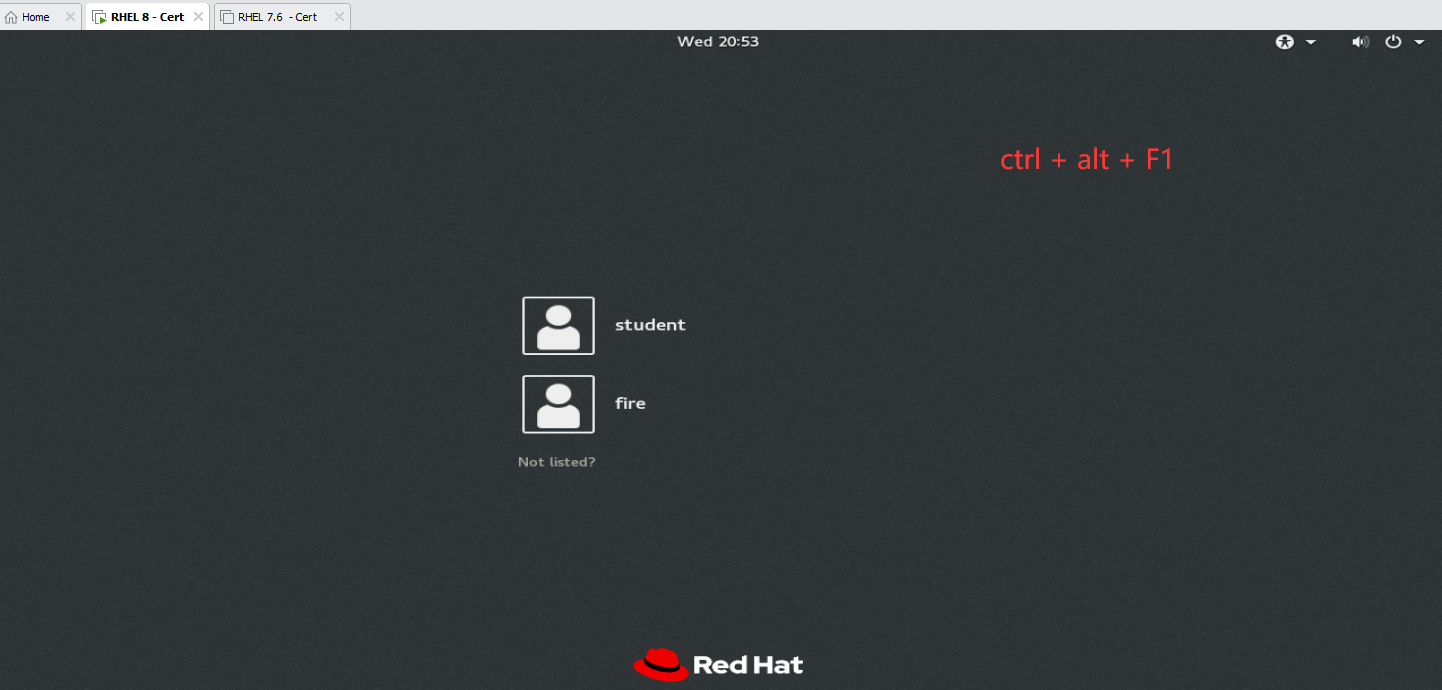 Home
RHEL 8 - Cert
RHEL 7.6 - Cert
Wed 20:53
ctrl + alt + F1
student
fire
Not listed?
Red Hat